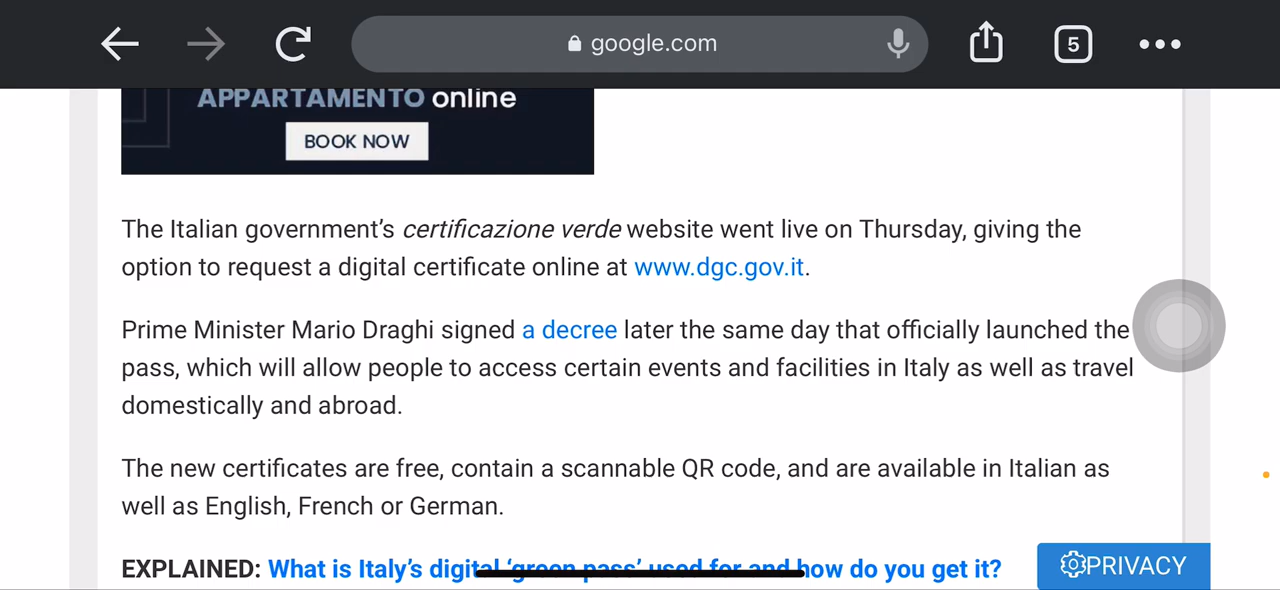 google.com
5
APPARTAMENTO online
BOOK NOW
The Italian government’s certificazione verde website went live on Thursday, giving the
option to request a digital certificate online at www.dgc.gov.it.
Prime Minister Mario Draghi signed a decree later the same day that officially launched the
pass, which will allow people to access certain events and facilities in Italy as well as travel
domestically and abroad.
The new certificates are free, contain a scannable QR code, and are available in Italian as
well as English, French or German.
EXPLAINED: What is Italy’s digital ‘green pass’ used for and how do you get it?
PRIVACY